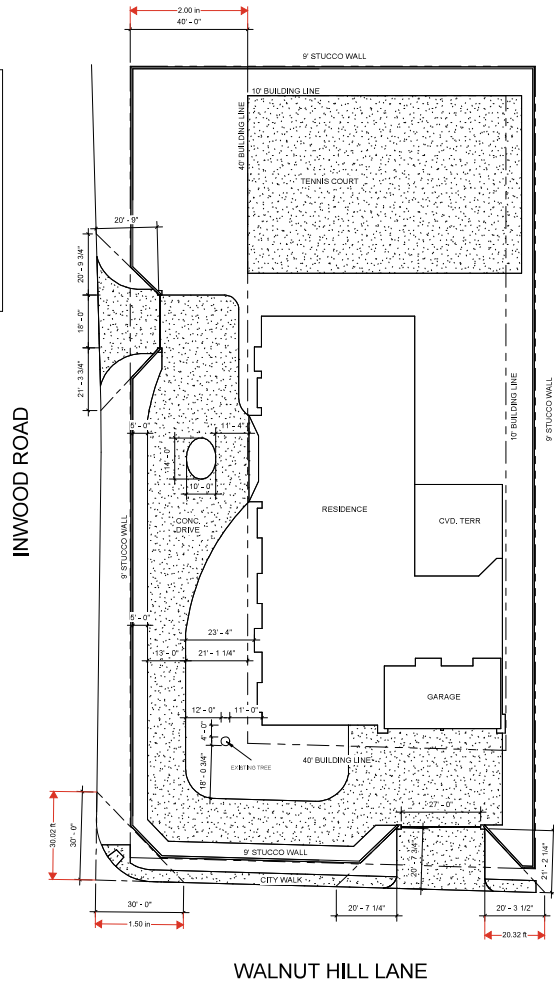 2.00 in
40' - 0"
9' STUCCO WALL
10' BUILDING LINE
40' BUILDING LINE
TENNIS COURT
20' - 9"
20' - 9 3/4"
18' - 0"
21' - 3 3/4"
INWOOD ROAD
5' - 0"
11' - 4"
14' - 0"
10' - 0"
10' BUILDING LINE
9' STUCCO WALL
CONC.
DRIVE
RESIDENCE
CVD. TERR
9' STUCCO WALL
5' - 0"
23' - 4"
13' - 0"
21' - 1 1/4"
GARAGE
12' - 0"
11' - 0"
4' - 0"
18' - 0 3/4"
EXISTING TREE
40' BUILDING LINE
27' - 0"
30.02 ft
30' - 0"
9' STUCCO WALL
CITY WALK
20' - 7 3/4"
21' - 2 1/4"
30' - 0"
1.50 in
20' - 7 1/4"
20' - 3 1/2"
20.32 ft
WALNUT HILL LANE